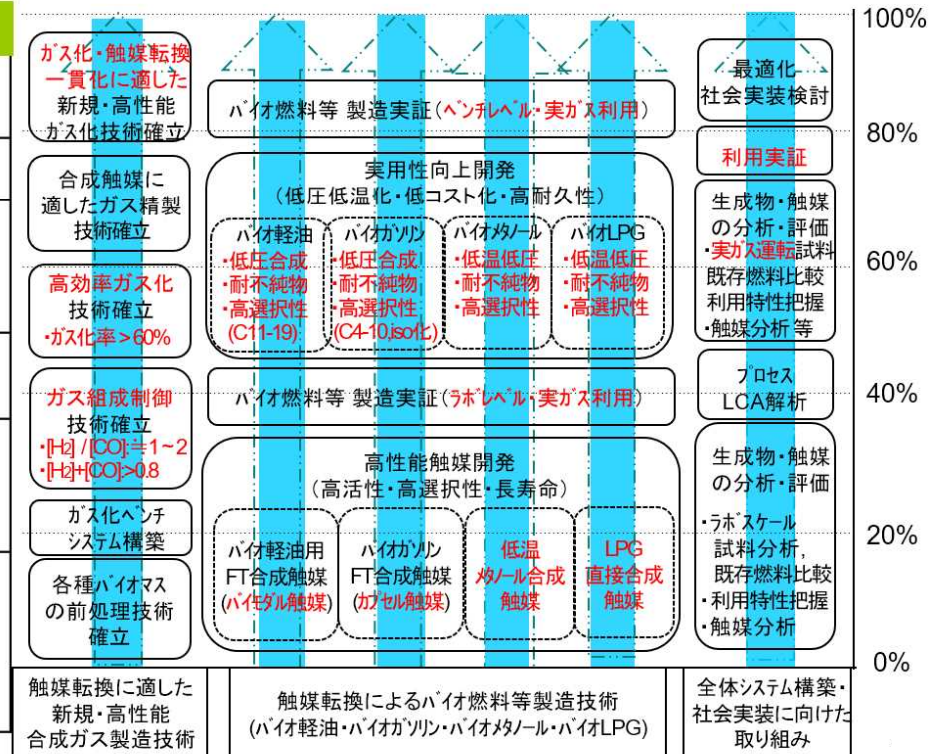 ガス化・触媒転換
一貫化に適した
新規・高性能
ガス化技術確立
合成触媒に
適したガス精製
技術確立
高効率ガス化
技術確立
・ガス化率＞60%
ガス組成制御
技術確立
・[H2] /[CO]:≒1~2
・[H2]+[CO]:>0.8
ガス化ベンチ
システム構築
各種バイオマス
の前処理技術
確立
触媒転換に適した
新規・高性能
合成ガス製造技術
バイオ燃料等 製造実証(ベンチレベル・実ガス利用)
実用性向上開発
(低圧低温化・低コスト化・高耐久性)
バイオ軽油
・低圧合成
・耐不純物
・高選択性
(C11-19)
バイオガソリン
・低圧合成
・耐不純物
・高選択性
(C4-10,iso化)
バイオメタノール
・低温低圧
・耐不純物
・高選択性
バイオLPG
・低温低圧
・耐不純物
・高選択性
バイオ燃料等 製造実証(ラボレベル・実ガス利用)
高性能触媒開発
(高活性・高選択性・長寿命)
バイオ軽油用
FT合成触媒
(バイモダル触媒)
バイオガソリン
FT合成触媒
(カプセル触媒)
低温
メタノール合成
触媒
LPG
直接合成
触媒
触媒転換によるバイオ燃料等製造技術
(バイオ軽油・バイオガソリン・バイオメタノール・バイオLPG)
最適化
社会実装検討
利用実証
生成物・触媒
の分析・評価
・実ガス運転試料
既存燃料比較
利用特性把握
・触媒分析 等
プロセス
LCA解析
生成物・触媒
の分析・評価
・ラボスケール
試料分析,
既存燃料比較
・利用特性把握
・触媒分析
全体システム構築・
社会実装に向けた
取り組み
100%
80%
60%
40%
20%
0%